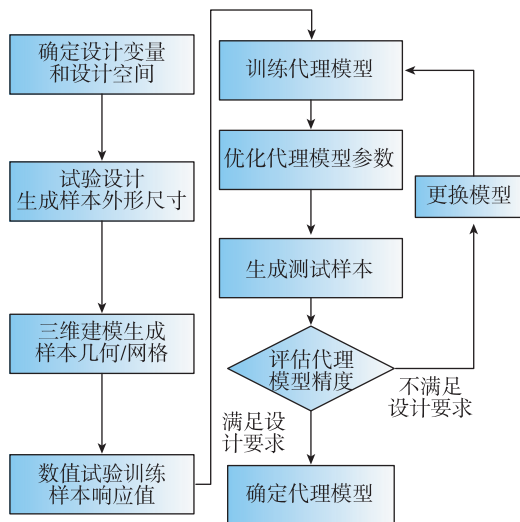 确定设计变量
和设计空间
试验设计
生成样本外形尺寸
三维建模生成
样本几何/网格
数值试验训练
样本响应值
训练代理模型
优化代理模型参数
生成测试样本
评估代理
模型精度
满足设
计要求
确定代理模型
不满足
设计要求
更换模型